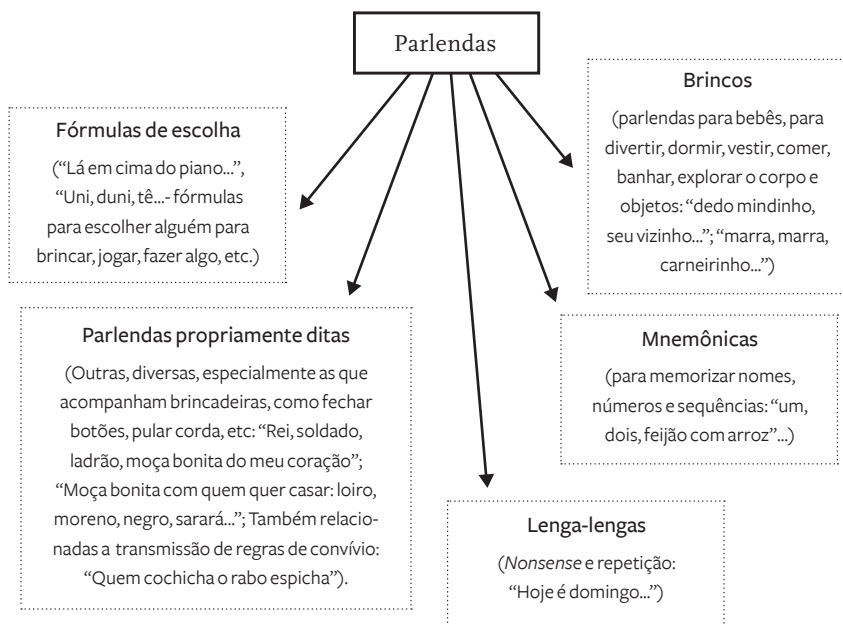 Parlendas
Fórmulas de escolha
(“Lá em cima do piano...”,
“Uni, duni, tê...- fórmulas
para escolher alguém para
brincar, jogar, fazer algo, etc.)
Brincos
(parlendas para bebês, para
divertir, dormir, vestir, comer,
banhar, explorar o corpo e
objetos: “dedo mindinho,
seu vizinho...”; “marra, marra,
carneirinho...”)
Parlendas propriamente ditas
(Outras, diversas, especialmente as que
acompanham brincadeiras, como fechar
botões, pular corda, etc: “Rei, soldado,
ladrão, moça bonita do meu coração”;
“Moça bonita com quem quer casar: loiro,
moreno, negro, sarará...”; Também relacio-
nadas a transmissão de regras de convívio:
“Quem cochicha o rabo espicha”).
Mnemônicas
(para memorizar nomes,
números e sequências: “um,
dois, feijão com arroz”...)
Lenga-lengas
(Nonsense e repetição:
“Hoje é domingo...”)